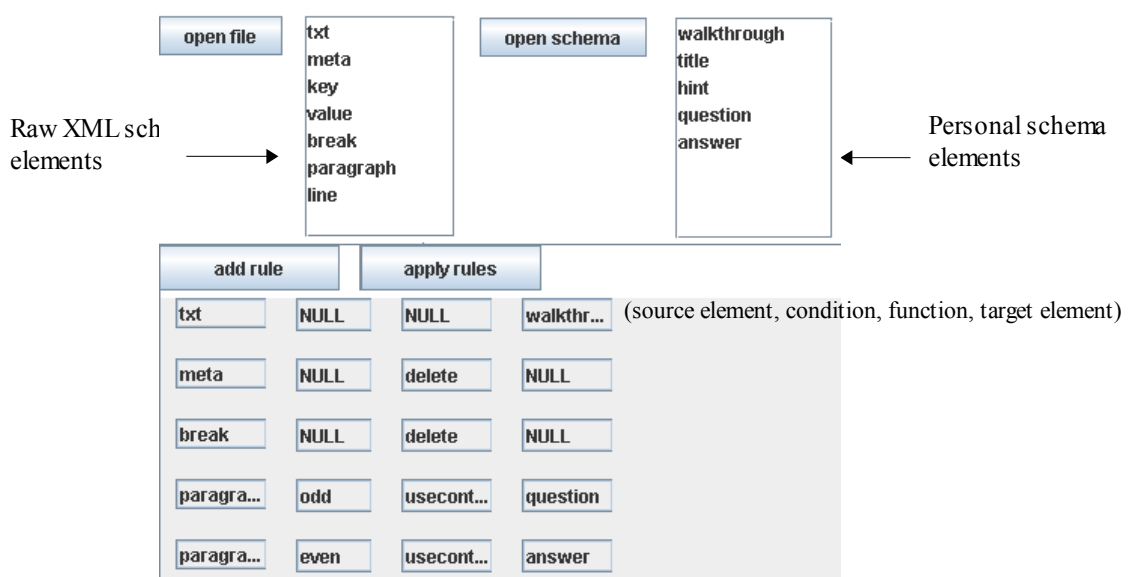 open file
txt
meta
key
value
break
paragraph
line
open schema
walkthrough
title
hint
question
answer
Raw XML sch
elements
Personal schema
elements
add rule
apply rules
txt NULL NULL walkthr... (source element, condition, function, target element)
meta NULL delete NULL
break NULL delete NULL
paragra... odd usecont... question
paragra... even usecont... answer